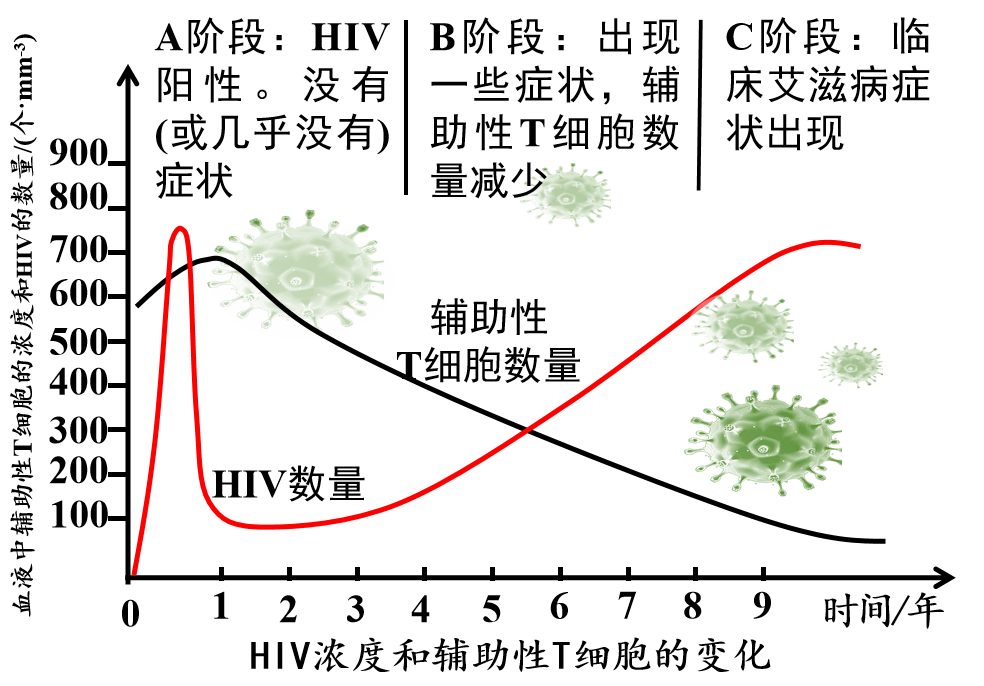 A阶段：HIV
阳性。没有
(或几乎没有)
症状
B阶段：出现
一些症状，辅
助性T细胞数
量减少
C阶段：临
床艾滋病症
状出现
血液中辅助性T细胞的浓度和HIV的数量/(个·mm⁻³)
900
800
700
600
500
400
300
200
100
辅助性
T细胞数量
HIV数量
0 1 2 3 4 5 6 7 8 9 时间/年
HIV浓度和辅助性T细胞的变化